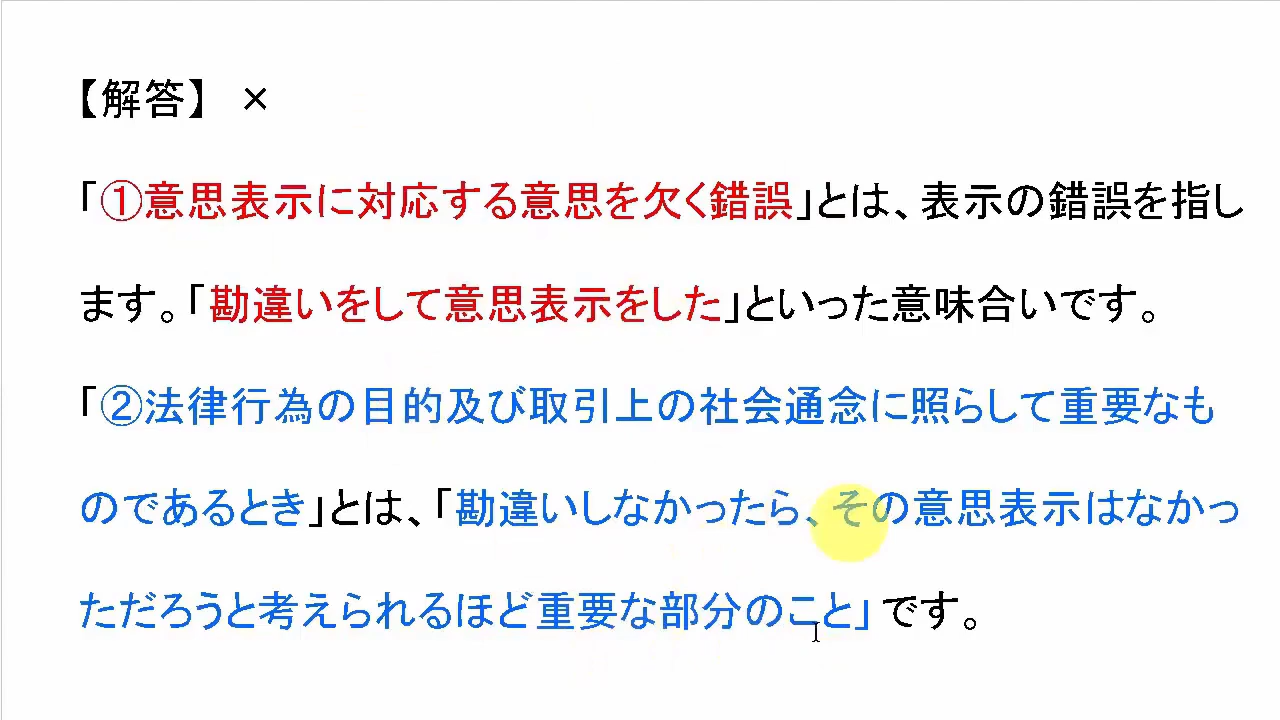 【解答】 ×
「①意思表示に対応する意思を欠く錯誤」とは、表示の錯誤を指し
ます。「勘違いをして意思表示をした」といった意味合いです。
「②法律行為の目的及び取引上の社会通念に照らして重要なも
のであるとき」とは、「勘違いしなかったら、その意思表示はなかっ
ただろうと考えられるほど重要な部分のこと」です。